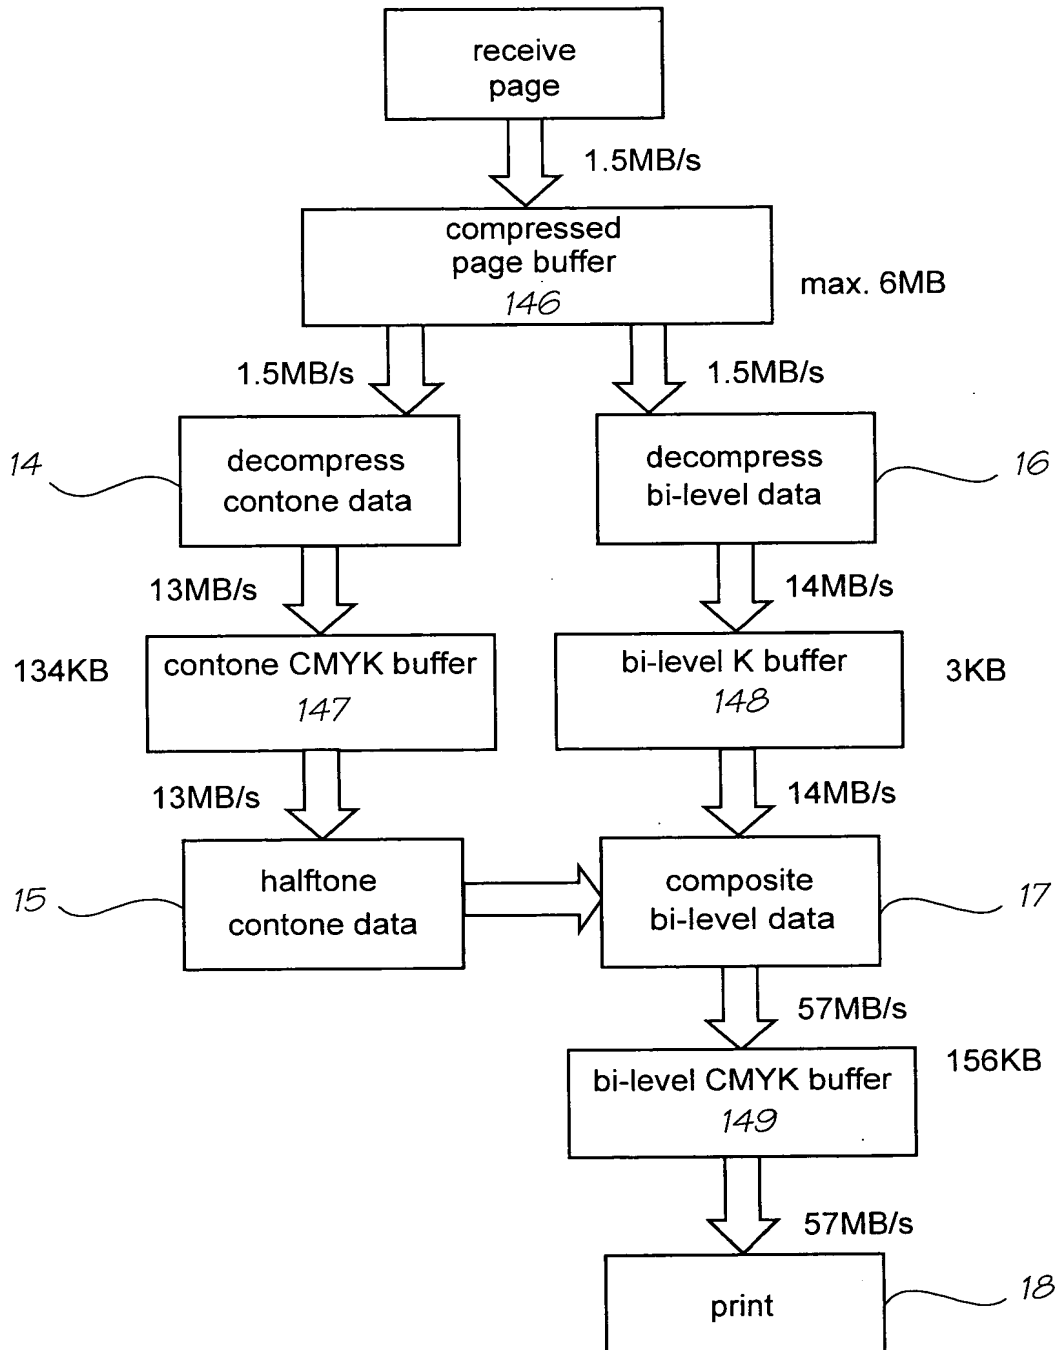 receive
page
1.5MB/s
compressed
page buffer
146
max. 6MB
1.5MB/s
1.5MB/s
14
decompress
contone data
decompress
bi-level data
16
13MB/s
14MB/s
134KB
contone CMYK buffer
147
bi-level K buffer
148
3KB
13MB/s
14MB/s
15
halftone
contone data
composite
bi-level data
17
57MB/s
bi-level CMYK buffer
149
156KB
57MB/s
print
18